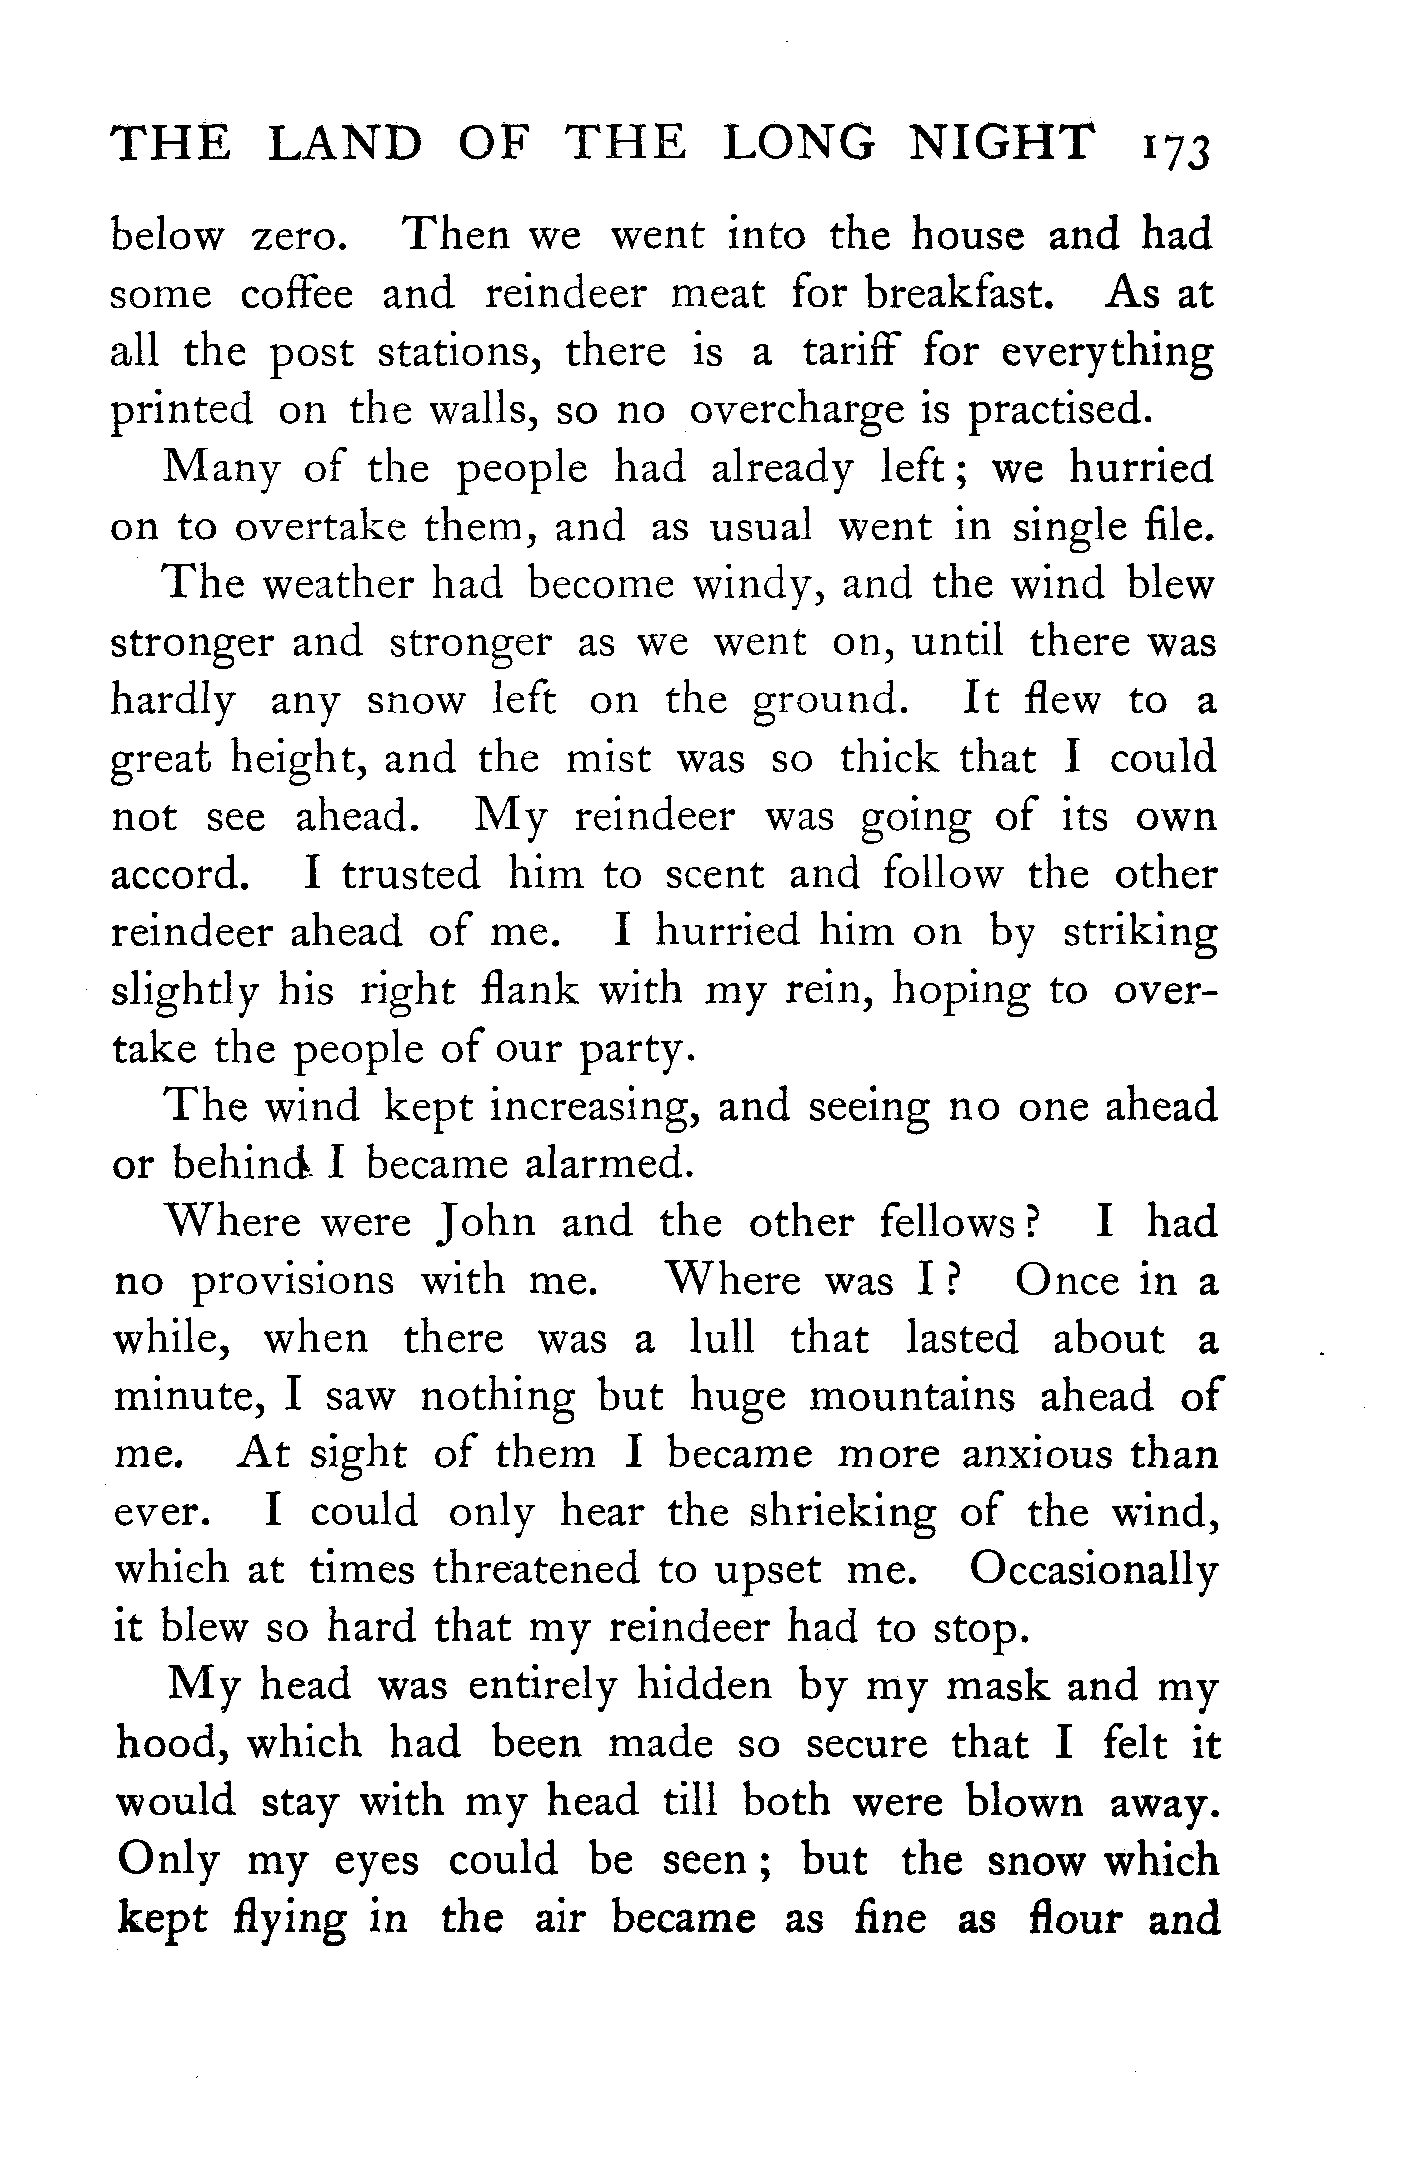 THE LAND OF THE LONG NIGHT 173
below zero. Then we went into the house and had
some coffee and reindeer meat for breakfast. As at
all the post stations, there is a tariff for everything
printed on the walls, so no overcharge is practised.
Many of the people had already left; we hurried
on to overtake them, and as usual went in single file.
The weather had become windy, and the wind blew
stronger and stronger as we went on, until there was
hardly any snow left on the ground. It flew to a
great height, and the mist was so thick that I could
not see ahead. My reindeer was going of its own
accord. I trusted him to scent and follow the other
reindeer ahead of me. I hurried him on by striking
slightly his right flank with my rein, hoping to over-
take the people of our party.
The wind kept increasing, and seeing no one ahead
or behind I became alarmed.
Where were John and the other fellows? I had
no provisions with me. Where was I? Once in a
while, when there was a lull that lasted about a
minute, I saw nothing but huge mountains ahead of
me. At sight of them I became more anxious than
ever. I could only hear the shrieking of the wind,
which at times threatened to upset me. Occasionally
it blew so hard that my reindeer had to stop.
My head was entirely hidden by my mask and my
hood, which had been made so secure that I felt it
would stay with my head till both were blown away.
Only my eyes could be seen; but the snow which
kept flying in the air became as fine as flour and